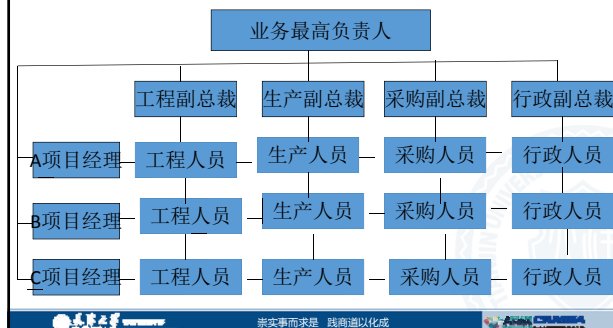 业务最高负责人
工程副总裁 生产副总裁 采购副总裁 行政副总裁
A项目经理 工程人员 生产人员 采购人员 行政人员
B项目经理 工程人员 生产人员 采购人员 行政人员
C项目经理 工程人员 生产人员 采购人员 行政人员
崇实事而求是 践商道以化成